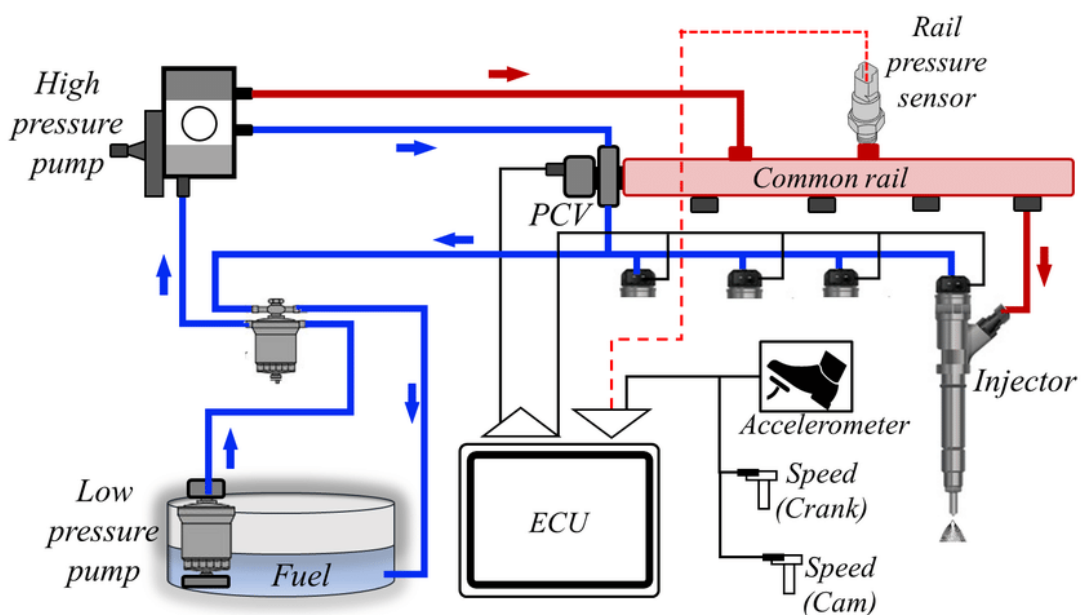 High
pressure
pump
Rail
pressure
sensor
Common rail
PCV
Injector
Accelerometer
Speed
(Crank)
ECU
Low
pressure
pump
Fuel
Speed
(Cam)